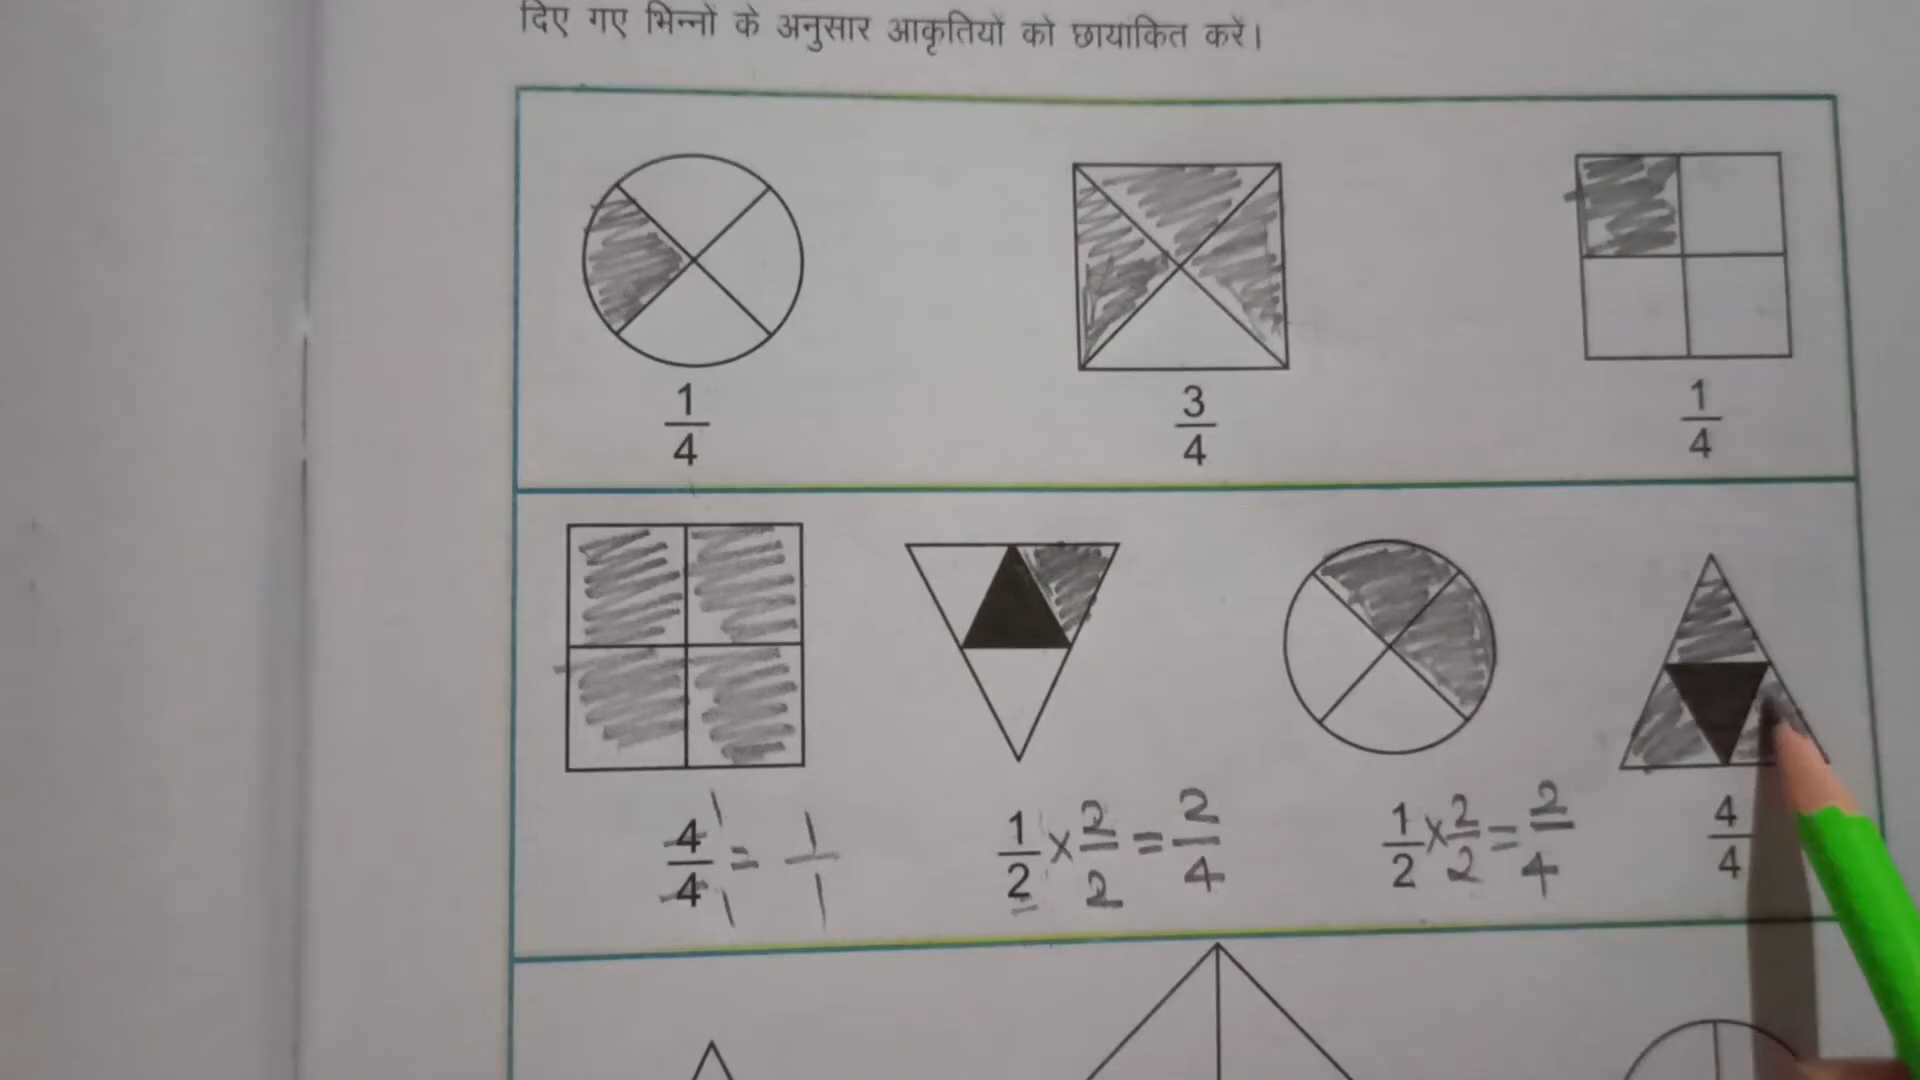 दिए गए भिन्नों के अनुसार आकृतियों को छायांकित करें।
1/4 3/4 1/4
4/4 = 1/1 1/2 × 2/2 = 2/4 1/2 × 2/2 = 2/4 4/4